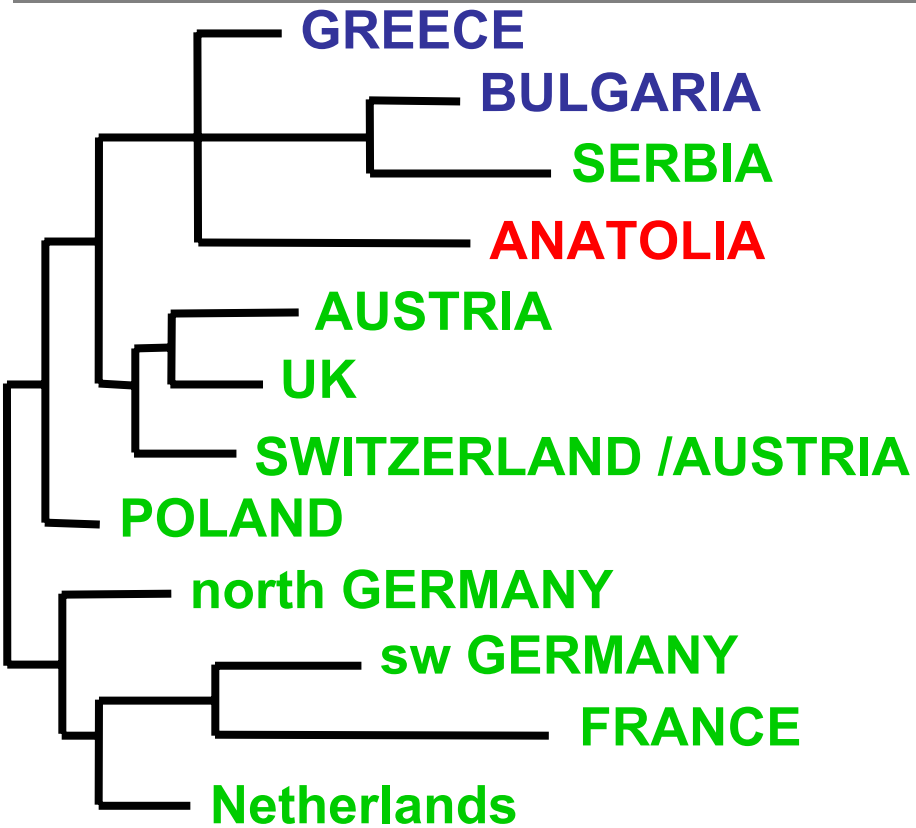 GREECE
BULGARIA
SERBIA
ANATOLIA
AUSTRIA
UK
SWITZERLAND /AUSTRIA
POLAND
north GERMANY
sw GERMANY
FRANCE
Netherlands